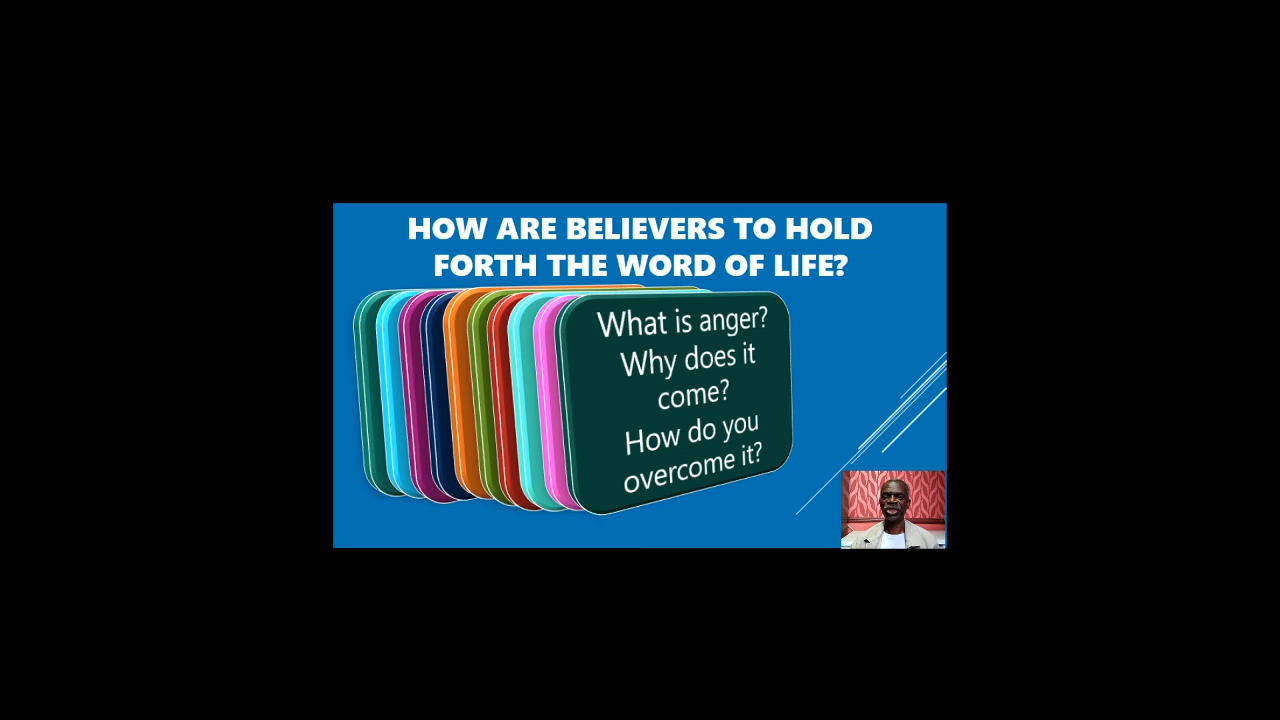 HOW ARE BELIEVERS TO HOLD
FORTH THE WORD OF LIFE?
What is anger?
Why does it
come?
How do you
overcome it?